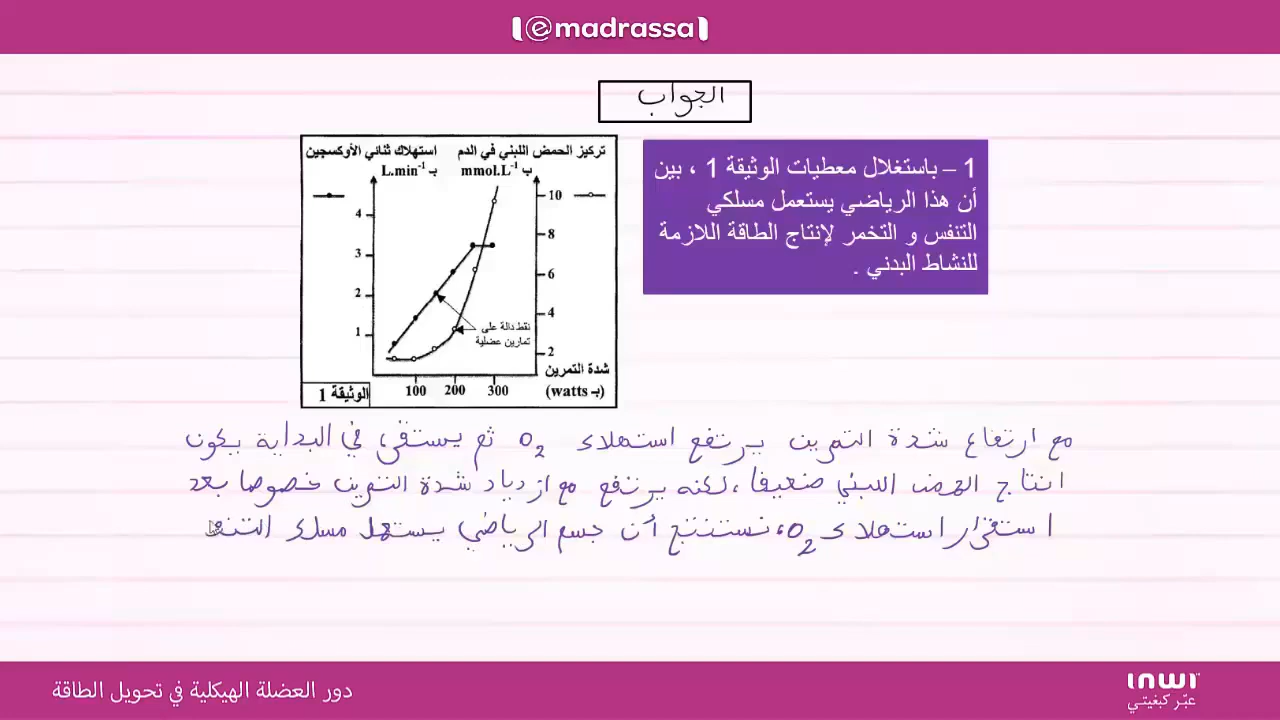 @madrassa
الجواب
1 – باستغلال معطيات الوثيقة 1 ، بين
أن هذا الرياضي يستعمل مسلكي
التنفس و التخمر لإنتاج الطاقة اللازمة
للنشاط البدني .
تركيز الحمض اللبني في الدم
بـ mmol.L-1
استهلاك ثنائي الأوكسجين
بـ L.min-1
10
8
6
4
2
4
3
2
1
نقط دالة على
تمارين عضلية
شدة التمرين
(بـ watts)
100 200 300
الوثيقة 1
مع ارتفاع شدة التمرين يرتفع استهلاك O2 ثم يستقر، في البداية يكون
انتاج الحمض اللبني ضعيفا، لكنه يرتفع مع ازدياد شدة التمرين خصوصا بعد
استقرار استهلاك O2، نستنتج أن جسم الرياضي يستعمل مسلك التنف
دور العضلة الهيكلية في تحويل الطاقة
inwi
عبّر كبغيتي